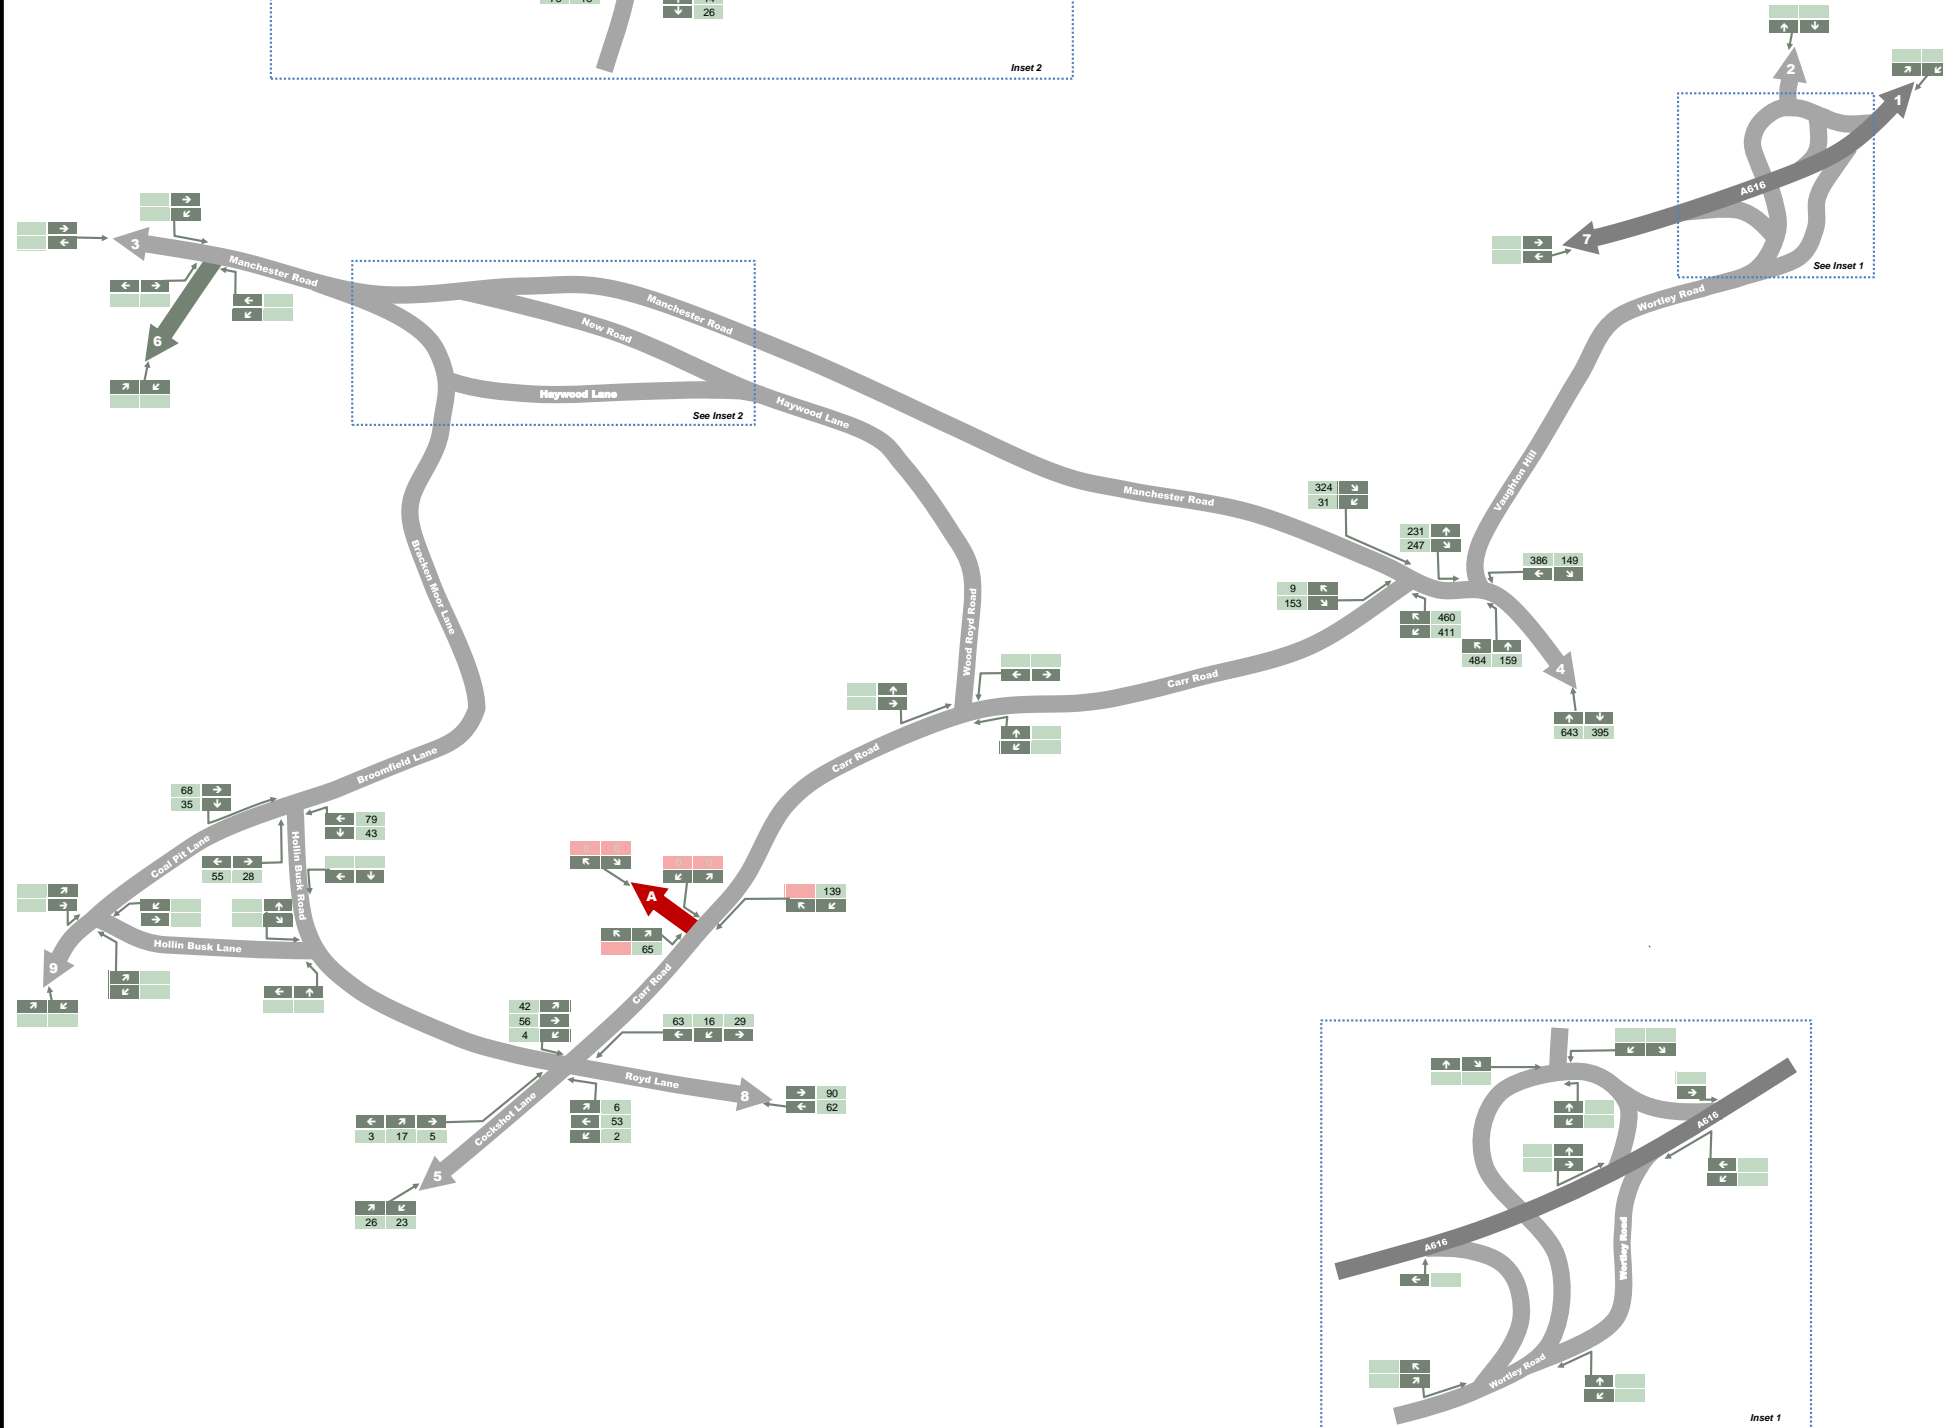 26
Inset 2
2
1
A616
7
See Inset 1
Wortley Road
3
Manchester Road
6
Manchester Road
New Road
Haywood Lane
See Inset 2
Haywood Lane
Manchester Road
Vaughton Hill
324
31
231
247
386 149
9
153
460
411
484 159
4
643 395
Bracken Moor Lane
Wood Royd Road
Carr Road
Carr Road
Broomfield Lane
68
35
79
43
Coal Pit Lane
55 28
Hollin Busk Road
0 0
0 0
A
139
65
Hollin Busk Lane
9
Carr Road
42
56
4
63 16 29
Royd Lane
8
90
62
Cockshot Lane
3 17 5
6
53
2
5
26 23
A616
A616
Wortley Road
Wortley Road
Inset 1